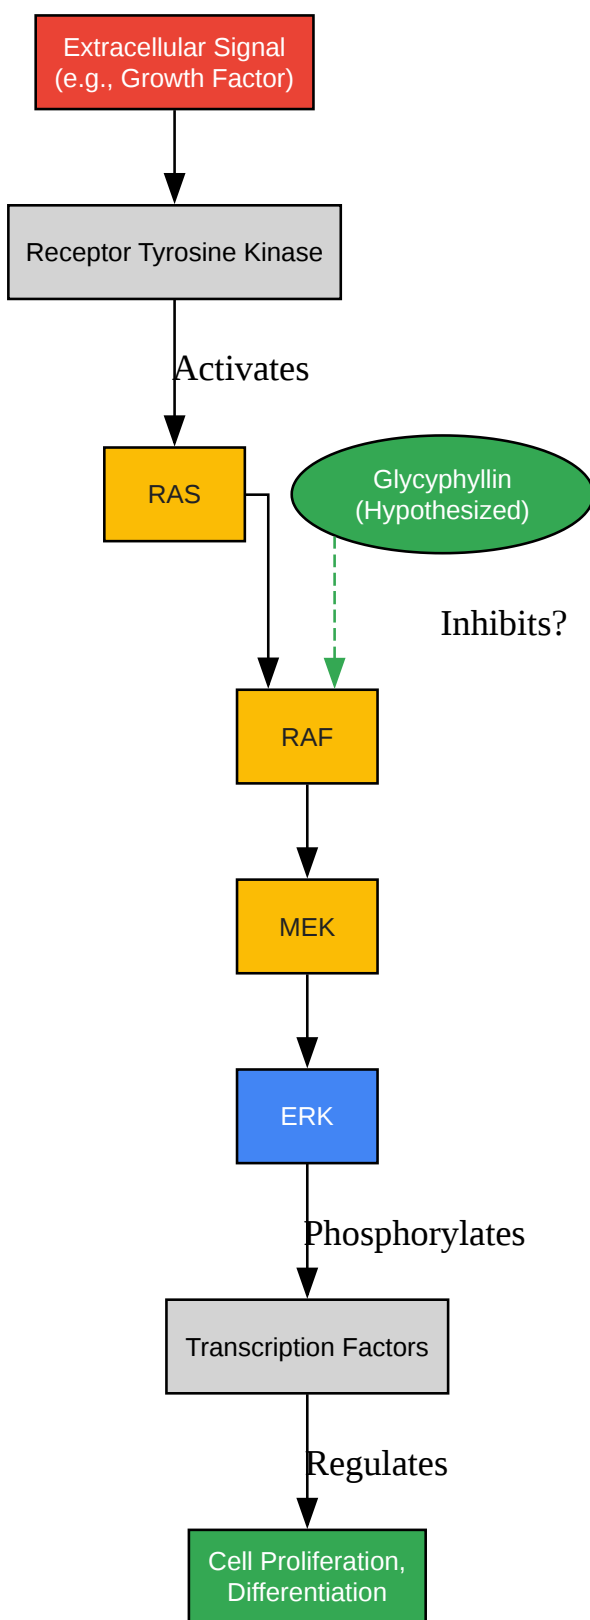 Extracellular Signal
(e.g., Growth Factor)
Receptor Tyrosine Kinase
Activates
RAS
Glycyphyllin
(Hypothesized)
Inhibits?
RAF
MEK
ERK
Phosphorylates
Transcription Factors
Regulates
Cell Proliferation,
Differentiation